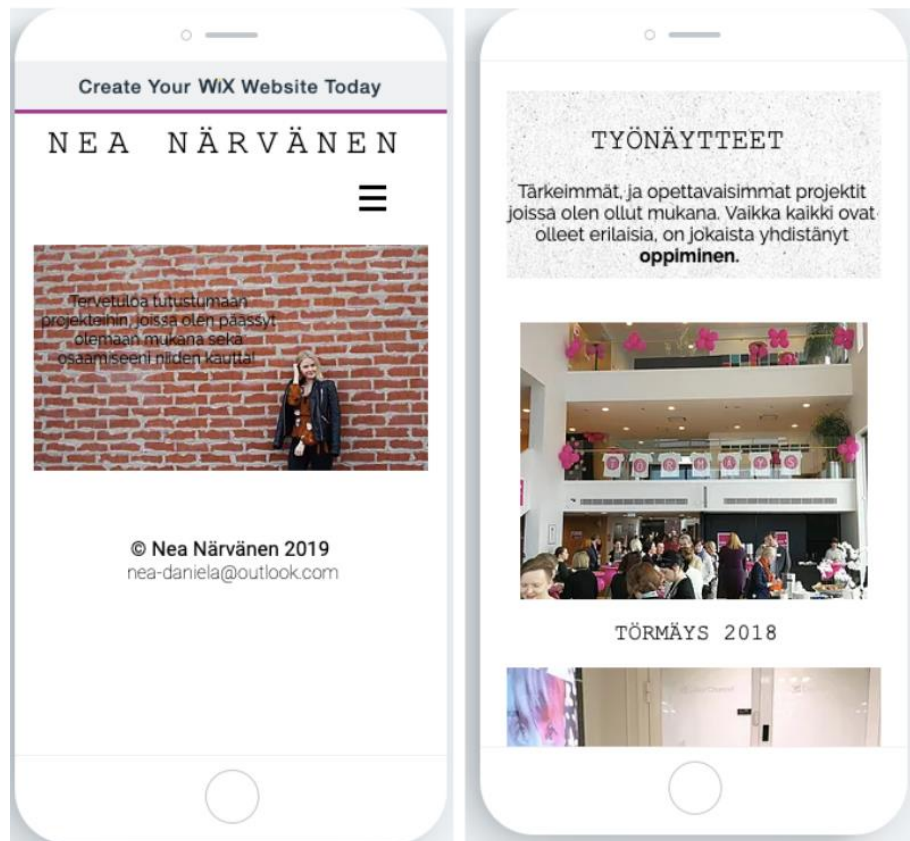 Create Your WiX Website Today
NEA NÄRVÄNEN
Tervetuloa tutustumaan
projekteihin, joissa olen päässyt
olemaan mukana sekä
osaamiseeni niiden kautta!
© Nea Närvänen 2019
nea-daniela@outlook.com
TYÖNÄYTTEET
Tärkeimmät, ja opettavaisimmat projektit
joissa olen ollut mukana. Vaikka kaikki ovat
olleet erilaisia, on jokaista yhdistänyt
oppiminen.
TÖRMÄYS
TÖRMÄYS 2018